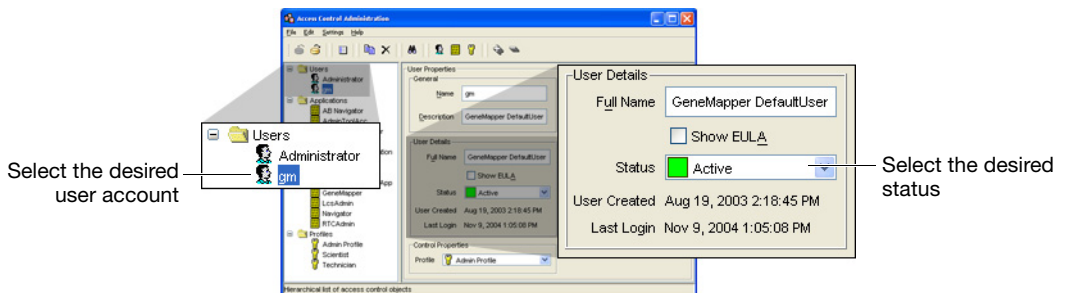 Access Control Administration
File Edit Settings Help
Users
Administrator
gm
Applications
AB Navigator
AdminToolAcc
GeneMapper
LcsAdmin
Navigator
RTCAdmin
Profiles
Admin Profile
Scientist
Technician
User Properties
General
Name gm
Description GeneMapper DefaultUser
User Details
Full Name GeneMapper DefaultUser
Show EULA
Status Active
User Created Aug 19, 2003 2:18:45 PM
Last Login Nov 9, 2004 1:05:08 PM
Control Properties
Profile Admin Profile
Hierarchical list of access control objects
Select the desired
user account
Users
Administrator
gm
User Details
Full Name GeneMapper DefaultUser
Show EULA
Status Active
User Created Aug 19, 2003 2:18:45 PM
Last Login Nov 9, 2004 1:05:08 PM
Select the desired
status